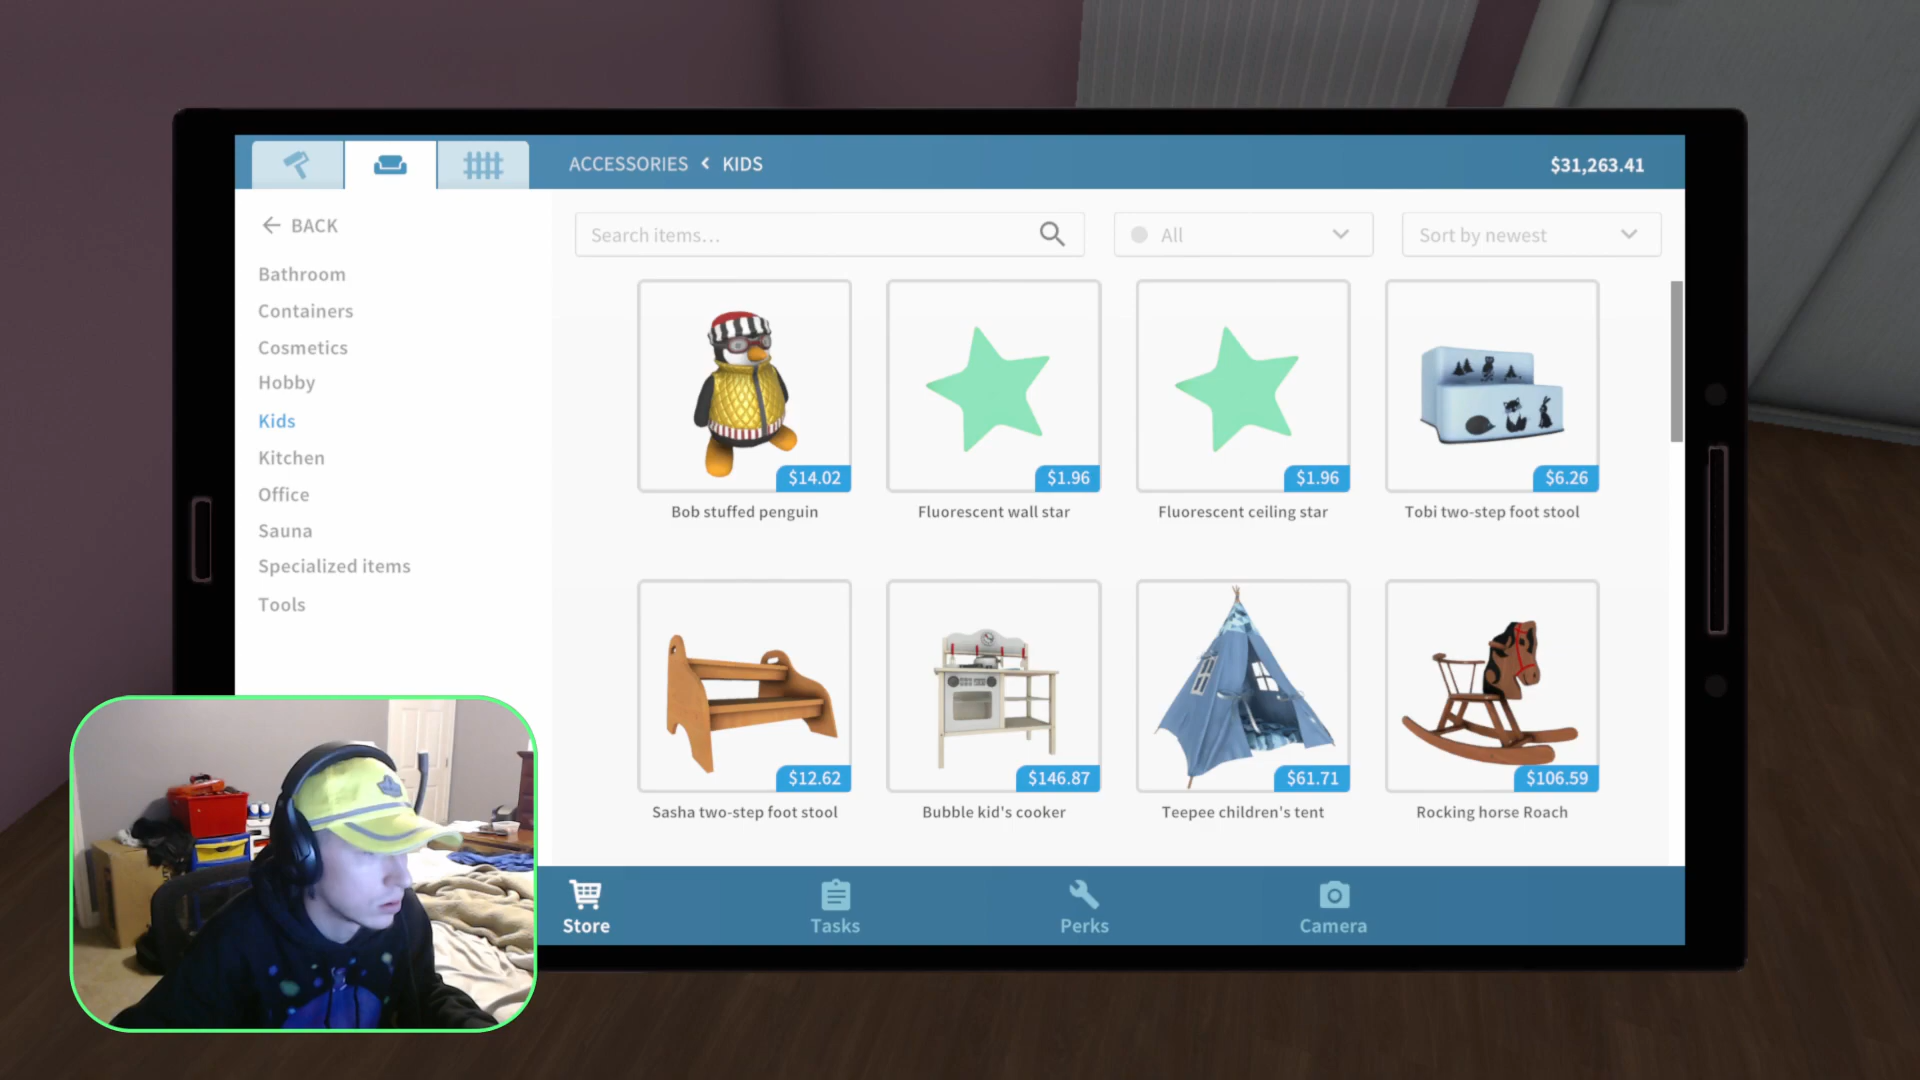 ACCESSORIES < KIDS
$31,263.41
BACK
Search items...
All
Sort by newest
Bathroom
Containers
Cosmetics
Hobby
Kids
Kitchen
Office
Sauna
Specialized items
Tools
$14.02
$1.96
$1.96
$6.26
Bob stuffed penguin
Fluorescent wall star
Fluorescent ceiling star
Tobi two-step foot stool
$12.62
$146.87
$61.71
$106.59
Sasha two-step foot stool
Bubble kid's cooker
Teepee children's tent
Rocking horse Roach
Store
Tasks
Perks
Camera